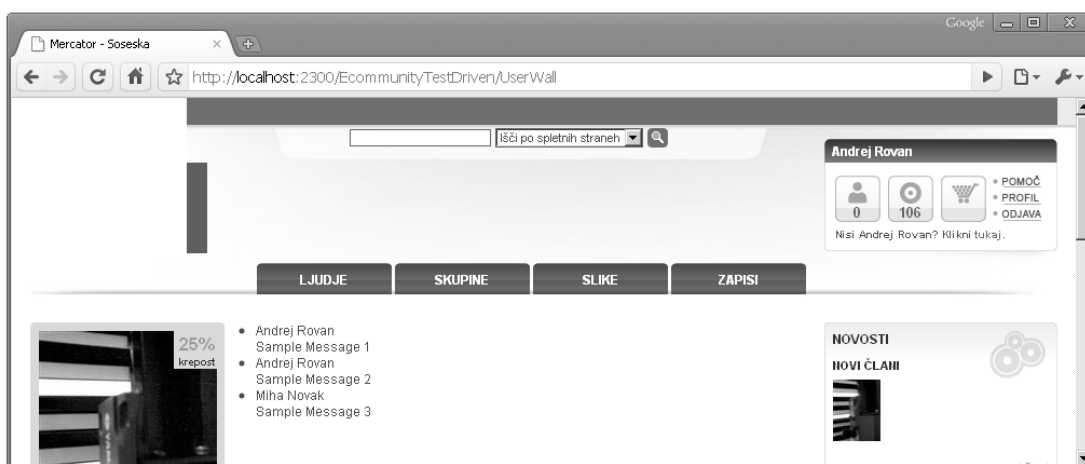 Google
Mercator - Soseska
http://localhost:2300/EcommunityTestDriven/UserWall
Išči po spletnih straneh
Andrej Rovan
0
106
POMOČ
PROFIL
ODJAVA
Nisi Andrej Rovan? Klikni tukaj.
LJUDJE
SKUPINE
SLIKE
ZAPISI
25%
krepost
Andrej Rovan
Sample Message 1
Andrej Rovan
Sample Message 2
Miha Novak
Sample Message 3
NOVOSTI
NOVI ČLANI